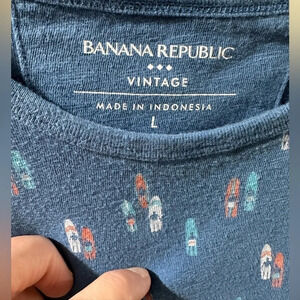 BANANA REPUBLIC
VINTAGE
MADE IN INDONESIA
L